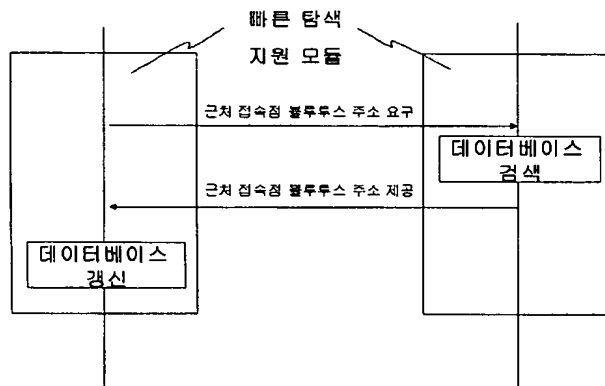 빠른 탐색
지원 모듈
근처 접속점 블루투스 주소 요구
데이터베이스
검색
근처 접속점 블루투스 주소 제공
데이터베이스
갱신